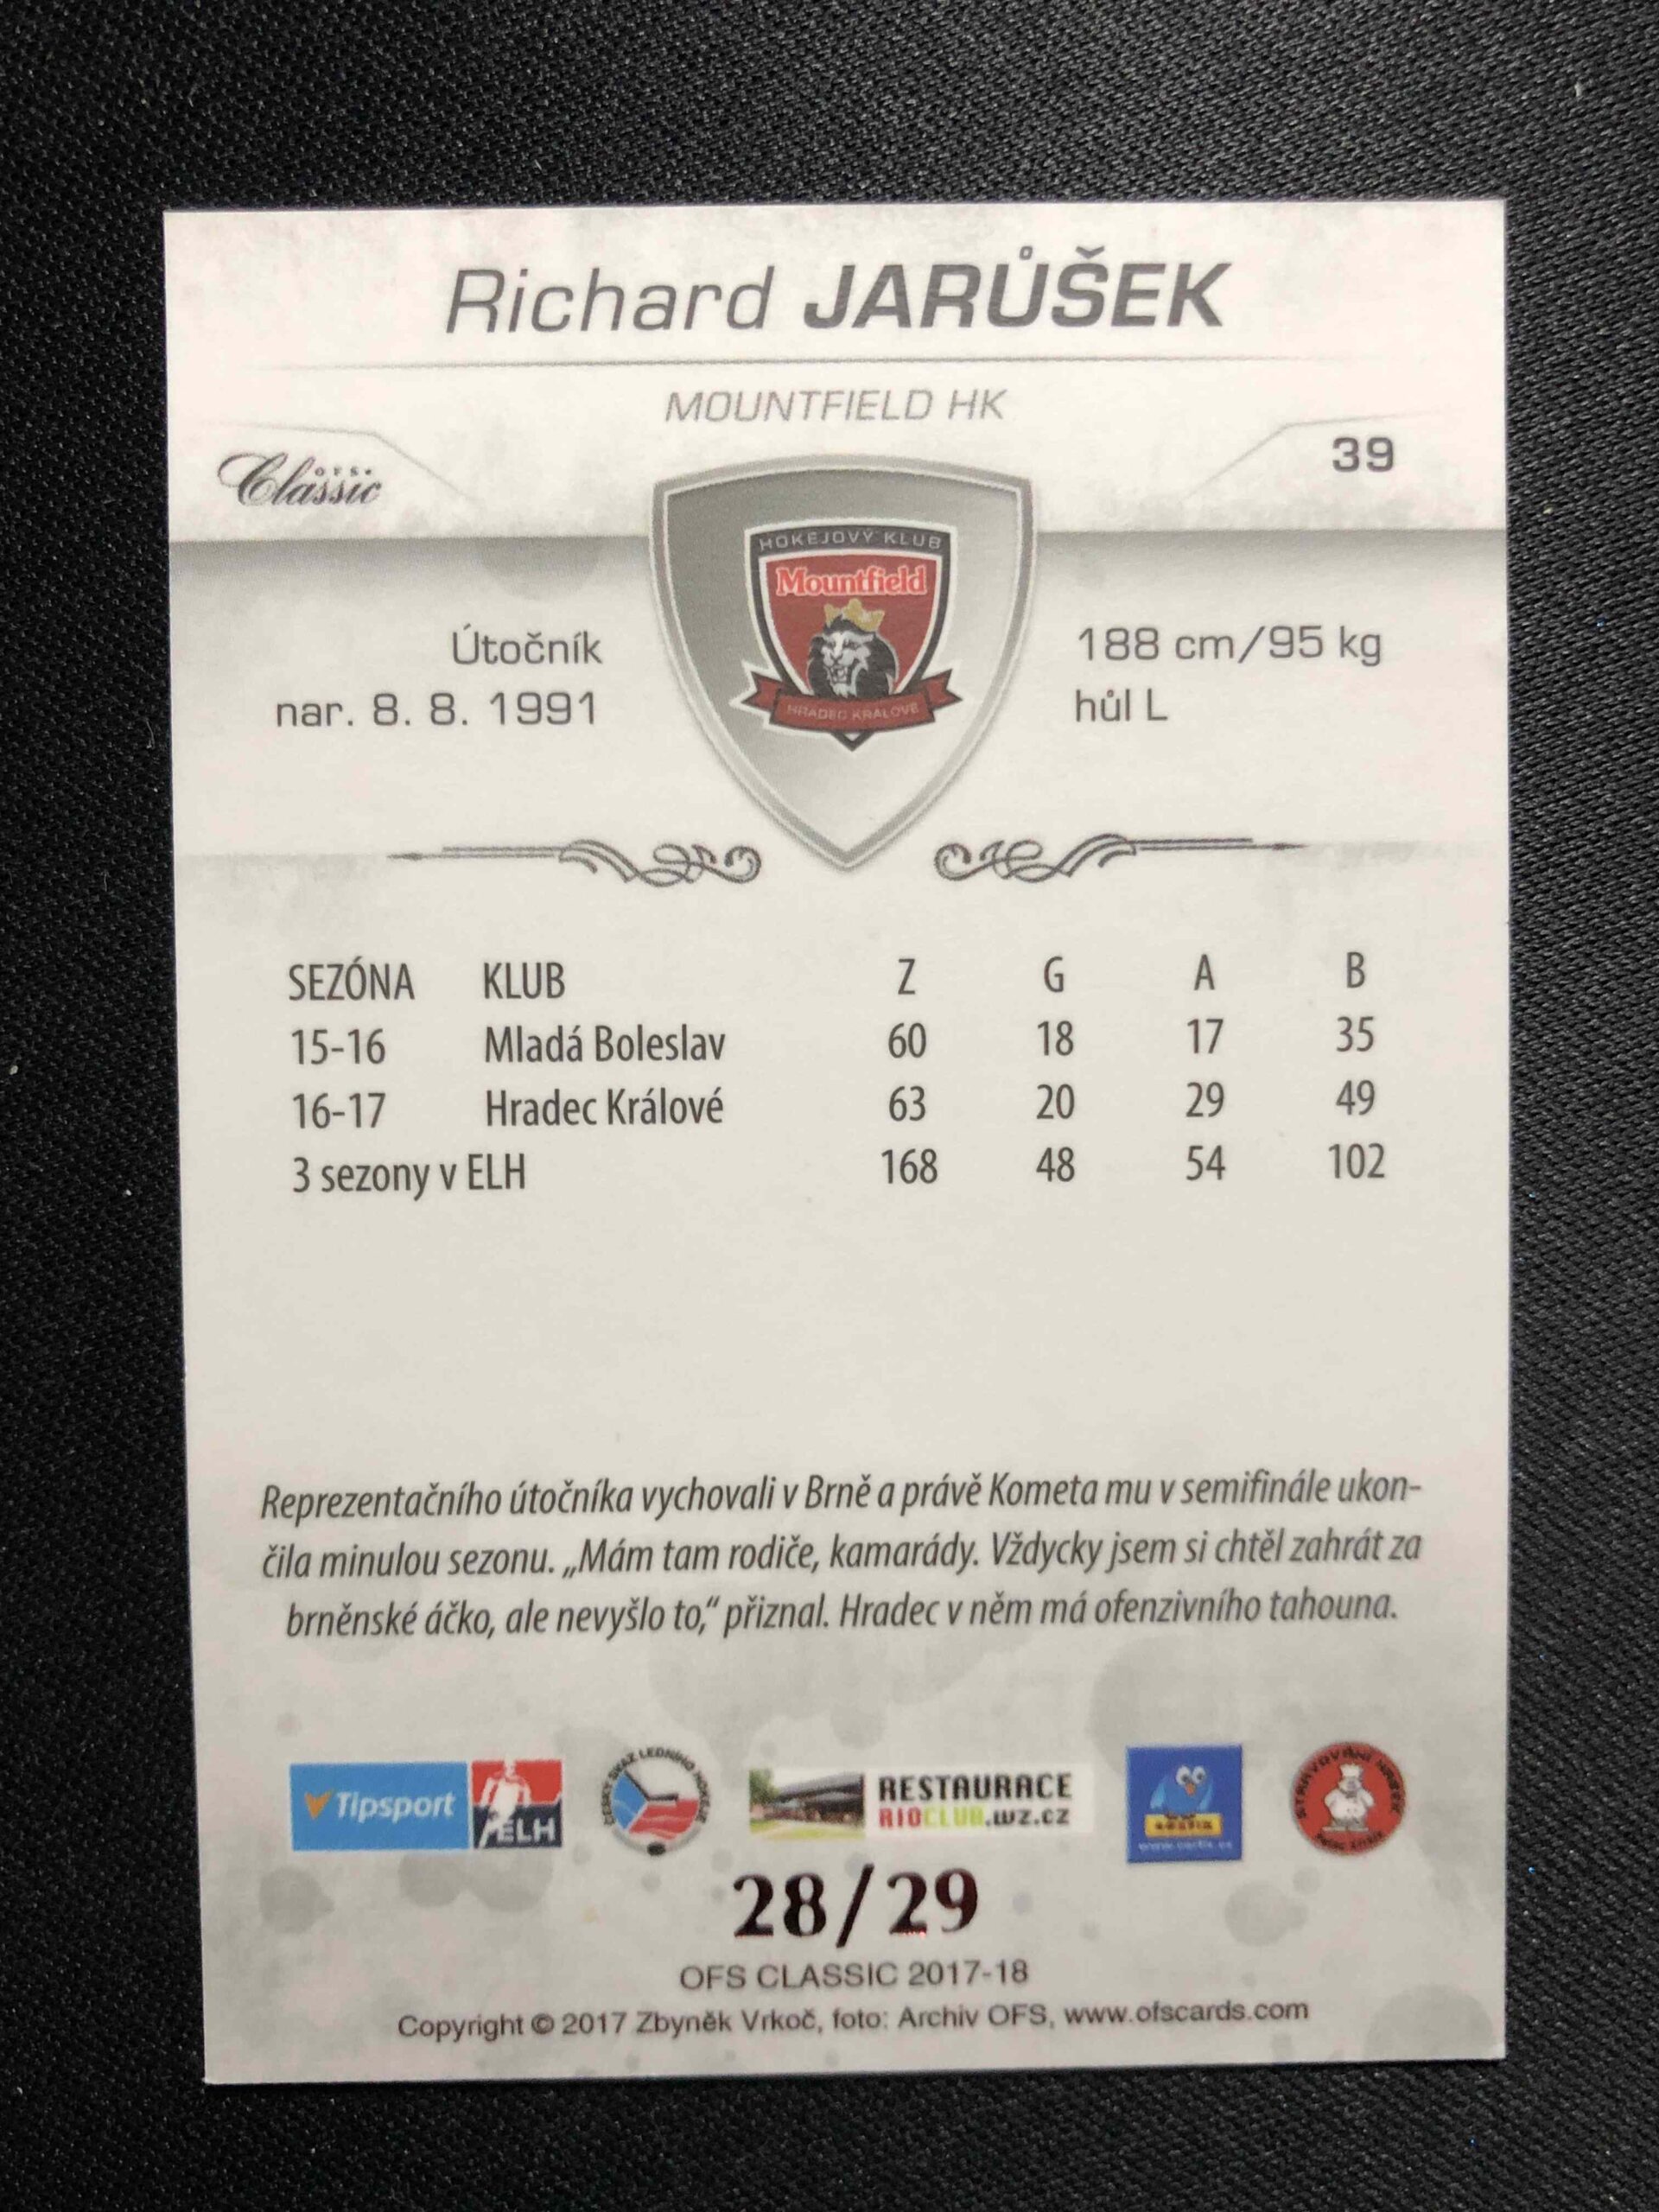 Richard JARŮŠEK
MOUNTFIELD HK
OFS.
Classic
39
HOKEJOVÝ KLUB
Mountfield
HRADEC KRÁLOVÉ
Útočník
188 cm/95 kg
nar. 8. 8. 1991
hůl L
SEZÓNA KLUB Z G A B
15-16 Mladá Boleslav 60 18 17 35
16-17 Hradec Králové 63 20 29 49
3 sezony v ELH 168 48 54 102
Reprezentačního útočníka vychovali v Brně a právě Kometa mu v semifinále ukon-
čila minulou sezonu. „Mám tam rodiče, kamarády. Vždycky jsem si chtěl zahrát za
brněnské áčko, ale nevyšlo to,“ přiznal. Hradec v něm má ofenzivního tahouna.
Tipsport
ELH
ČESKÝ SVAZ LEDNÍHO HOKEJE
RESTAURACE
RIOCLUB.wz.cz
28/29
OFS CLASSIC 2017-18
Copyright © 2017 Zbyněk Vrkoč, foto: Archiv OFS, www.ofscards.com